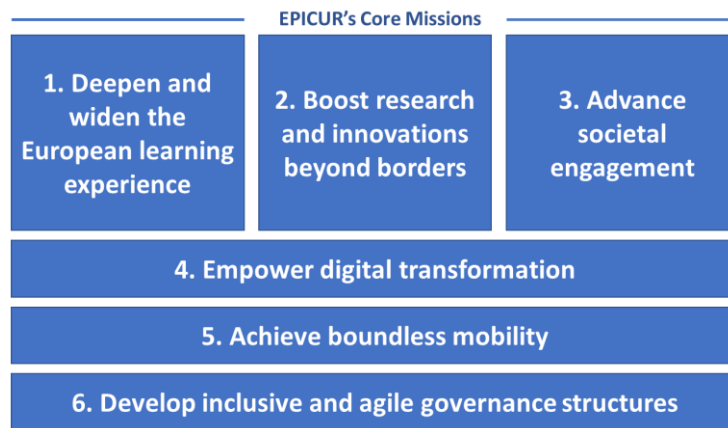 EPICUR's Core Missions
1. Deepen and
widen the
European learning
experience
2. Boost research
and innovations
beyond borders
3. Advance
societal
engagement
4. Empower digital transformation
5. Achieve boundless mobility
6. Develop inclusive and agile governance structures